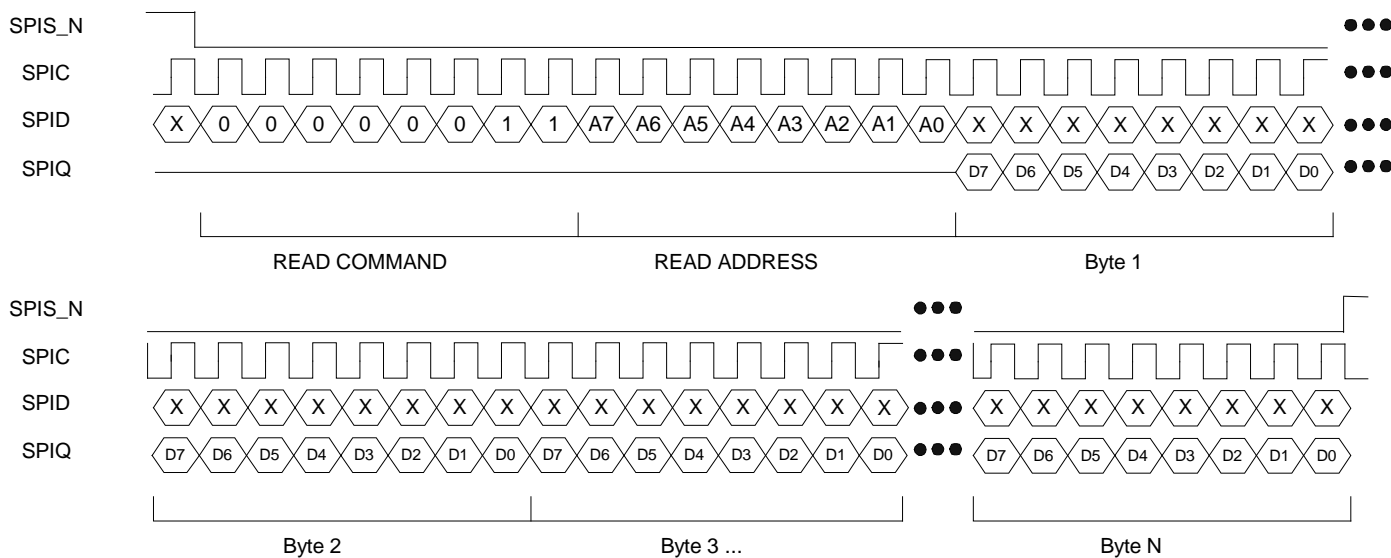 SPIS_N
SPIC
SPID X 0 0 0 0 0 0 1 1 A7 A6 A5 A4 A3 A2 A1 A0 X X X X X X X X
SPIQ D7 D6 D5 D4 D3 D2 D1 D0
READ COMMAND READ ADDRESS Byte 1
SPIS_N
SPIC
SPID X X X X X X X X X X X X X X X X X X X X X X X X
SPIQ D7 D6 D5 D4 D3 D2 D1 D0 D7 D6 D5 D4 D3 D2 D1 D0 D7 D6 D5 D4 D3 D2 D1 D0
Byte 2 Byte 3 ... Byte N